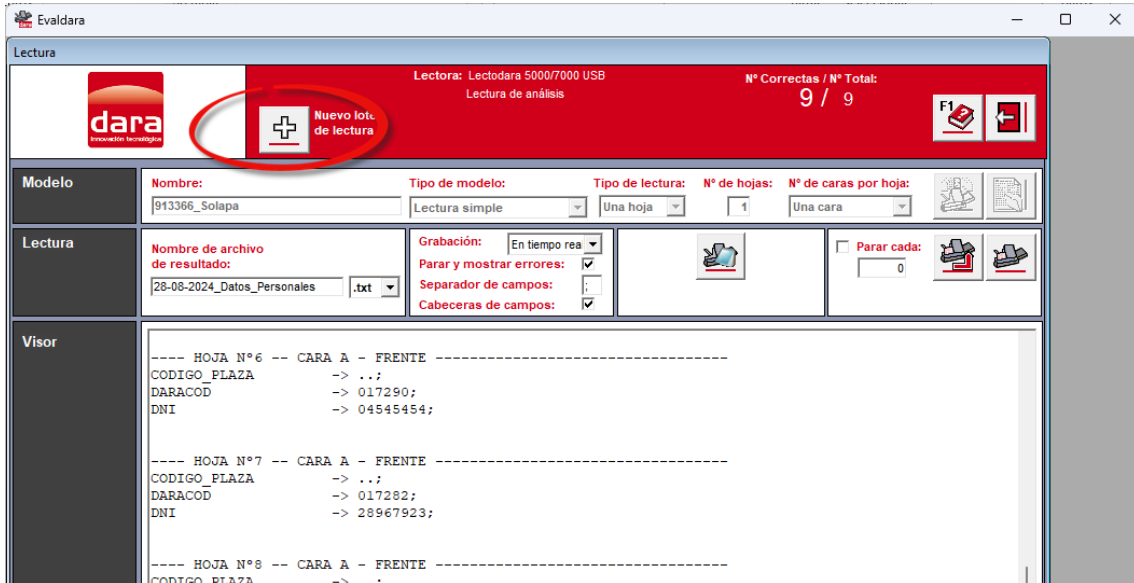 Evaldara
Lectura
dara
innovación tecnológica
Nuevo lote
de lectura
Lectora: Lectodara 5000/7000 USB
Lectura de análisis
Nº Correctas / Nº Total:
9 / 9
F1
Modelo
Nombre:
913366_Solapa
Tipo de modelo:
Lectura simple
Tipo de lectura:
Una hoja
Nº de hojas:
1
Nº de caras por hoja:
Una cara
Lectura
Nombre de archivo
de resultado:
28-08-2024_Datos_Personales
.txt
Grabación:
En tiempo rea
Parar y mostrar errores:
Separador de campos:
;
Cabeceras de campos:
Parar cada:
0
Visor
---- HOJA Nº6 -- CARA A - FRENTE -----------------------------------
CODIGO_PLAZA -> ..;
DARACOD -> 017290;
DNI -> 04545454;
---- HOJA Nº7 -- CARA A - FRENTE -----------------------------------
CODIGO_PLAZA -> ..;
DARACOD -> 017282;
DNI -> 28967923;
---- HOJA Nº8 -- CARA A - FRENTE -----------------------------------
CODIGO_PLAZA -> ..;